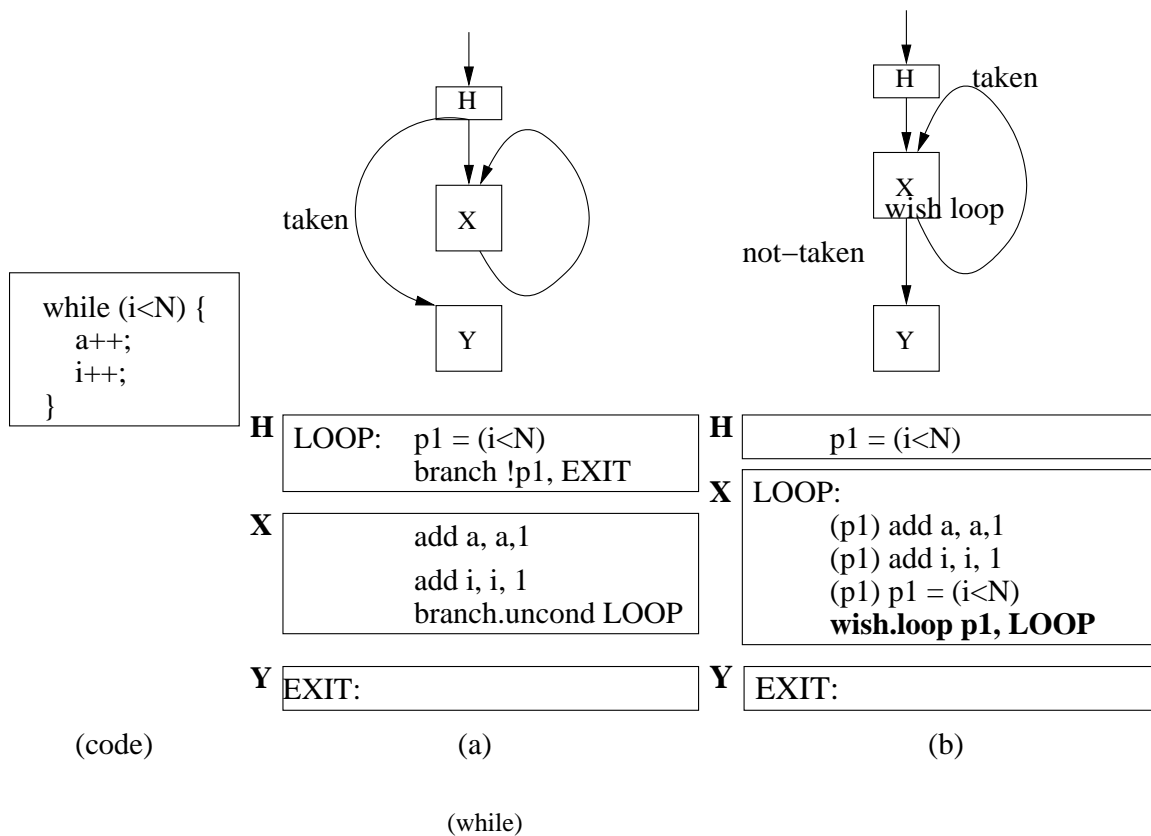 H
taken
X
Y
H
taken
X
wish loop
not−taken
Y
while (i<N) {
a++;
i++;
}
H
LOOP: p1 = (i<N)
branch !p1, EXIT
X
add a, a,1
add i, i, 1
branch.uncond LOOP
Y
EXIT:
H
p1 = (i<N)
X
LOOP:
(p1) add a, a,1
(p1) add i, i, 1
(p1) p1 = (i<N)
wish.loop p1, LOOP
Y
EXIT:
(code)
(a)
(b)
(while)